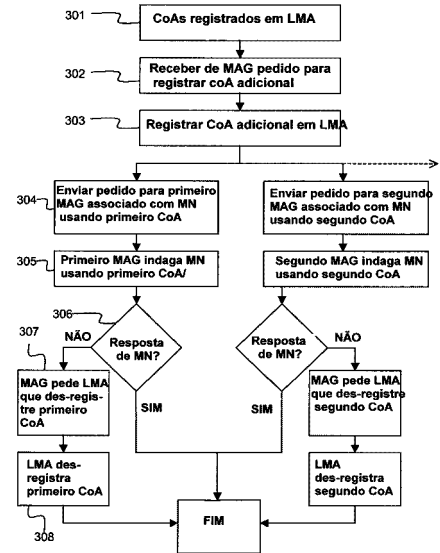 301
CoAs registrados em LMA
302
Receber de MAG pedido para
registrar coA adicional
303
Registrar CoA adicional em LMA
304
Enviar pedido para primeiro
MAG associado com MN
usando primeiro CoA
Enviar pedido para segundo
MAG associado com MN
usando segundo CoA
305
Primeiro MAG indaga MN
usando primeiro CoA/
Segundo MAG indaga MN
usando segundo CoA
306
Resposta
de MN?
Resposta
de MN?
307
NÃO
NÃO
MAG pede LMA
que des-regis-
tre primeiro
CoA
SIM
SIM
MAG pede LMA
que des-registre
segundo CoA
LMA des-
registra
primeiro CoA
LMA
des-registra
segundo CoA
308
FIM